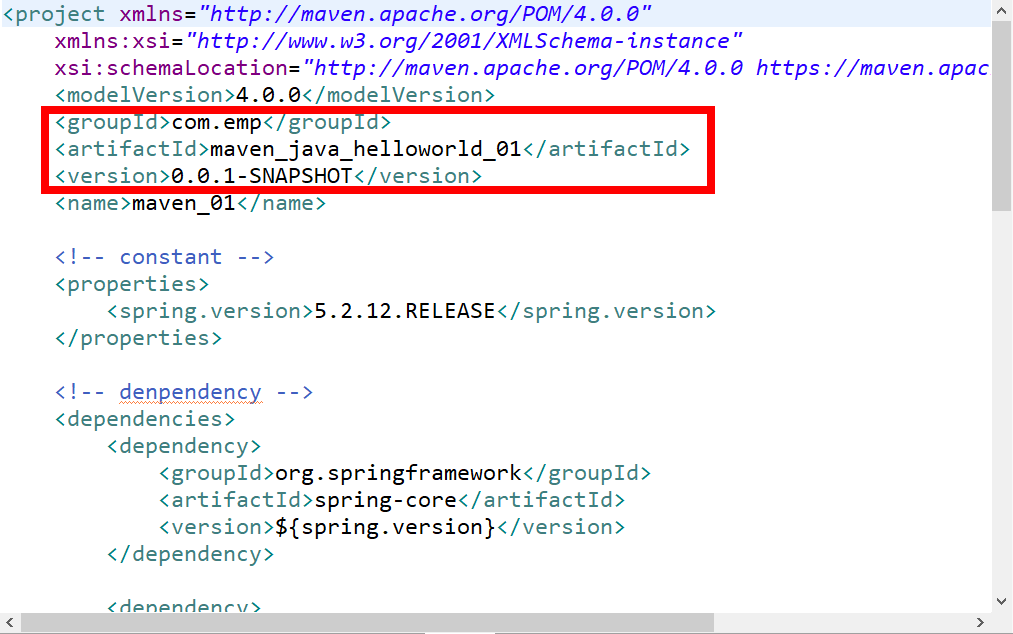 <project xmlns="http://maven.apache.org/POM/4.0.0"
xmlns:xsi="http://www.w3.org/2001/XMLSchema-instance"
xsi:schemaLocation="http://maven.apache.org/POM/4.0.0 https://maven.apac
<modelVersion>4.0.0</modelVersion>
<groupId>com.emp</groupId>
<artifactId>maven_java_helloworld_01</artifactId>
<version>0.0.1-SNAPSHOT</version>
<name>maven_01</name>
<!-- constant -->
<properties>
<spring.version>5.2.12.RELEASE</spring.version>
</properties>
<!-- denpendency -->
<dependencies>
<dependency>
<groupId>org.springframework</groupId>
<artifactId>spring-core</artifactId>
<version>${spring.version}</version>
</dependency>
<dependency>